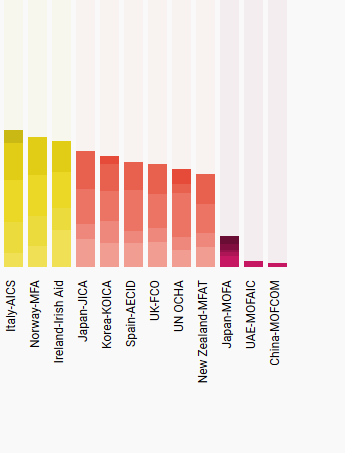 Italy-AICS
Norway-MFA
Ireland-Irish Aid
Japan-JICA
Korea-KOICA
Spain-AECID
UK-FCO
UN OCHA
New Zealand-MFAT
Japan-MOFA
UAE-MOFAIC
China-MOFCOM